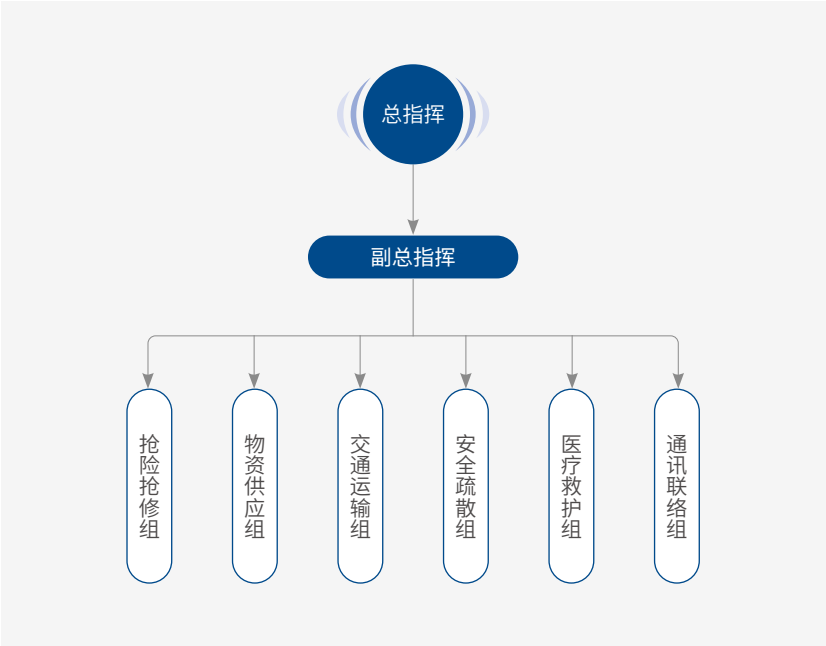 总指挥
副总指挥
抢险抢修组
物资供应组
交通运输组
安全疏散组
医疗救护组
通讯联络组